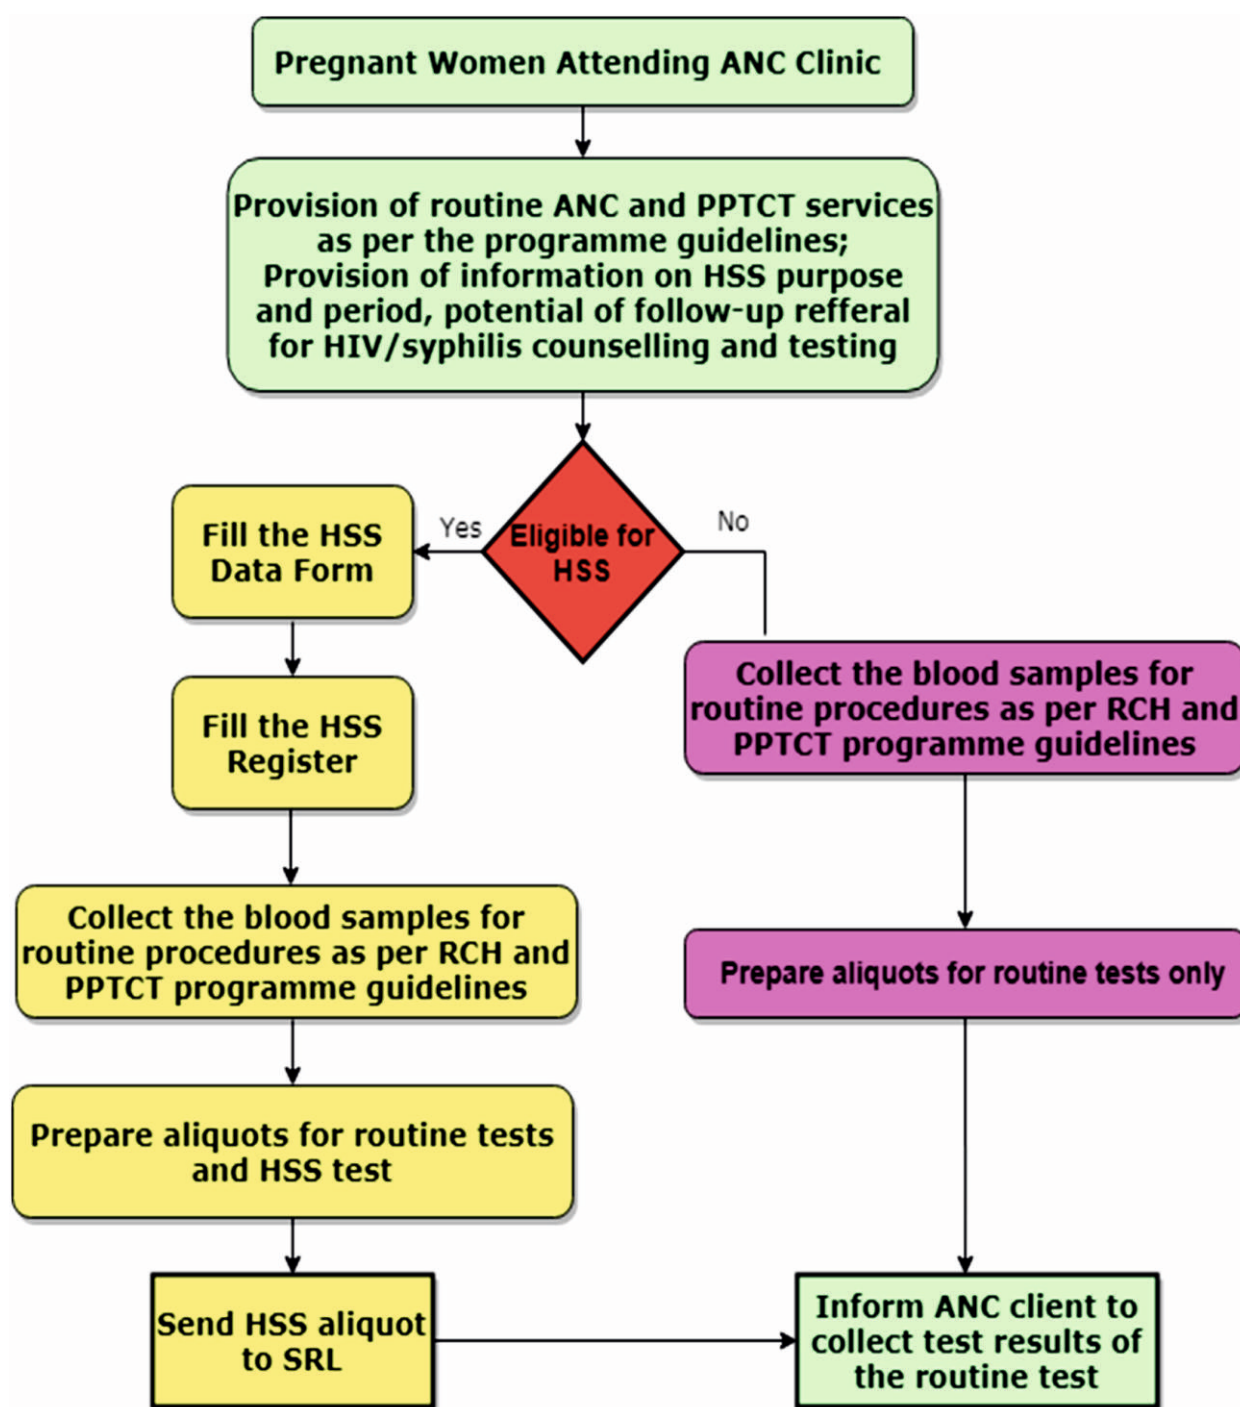 Pregnant Women Attending ANC Clinic
Provision of routine ANC and PPTCT services
as per the programme guidelines;
Provision of information on HSS purpose
and period, potential of follow-up refferal
for HIV/syphilis counselling and testing
Eligible for
HSS
Yes
No
Fill the HSS
Data Form
Fill the HSS
Register
Collect the blood samples for
routine procedures as per RCH and
PPTCT programme guidelines
Prepare aliquots for routine tests
and HSS test
Send HSS aliquot
to SRL
Collect the blood samples for
routine procedures as per RCH and
PPTCT programme guidelines
Prepare aliquots for routine tests only
Inform ANC client to
collect test results of
the routine test